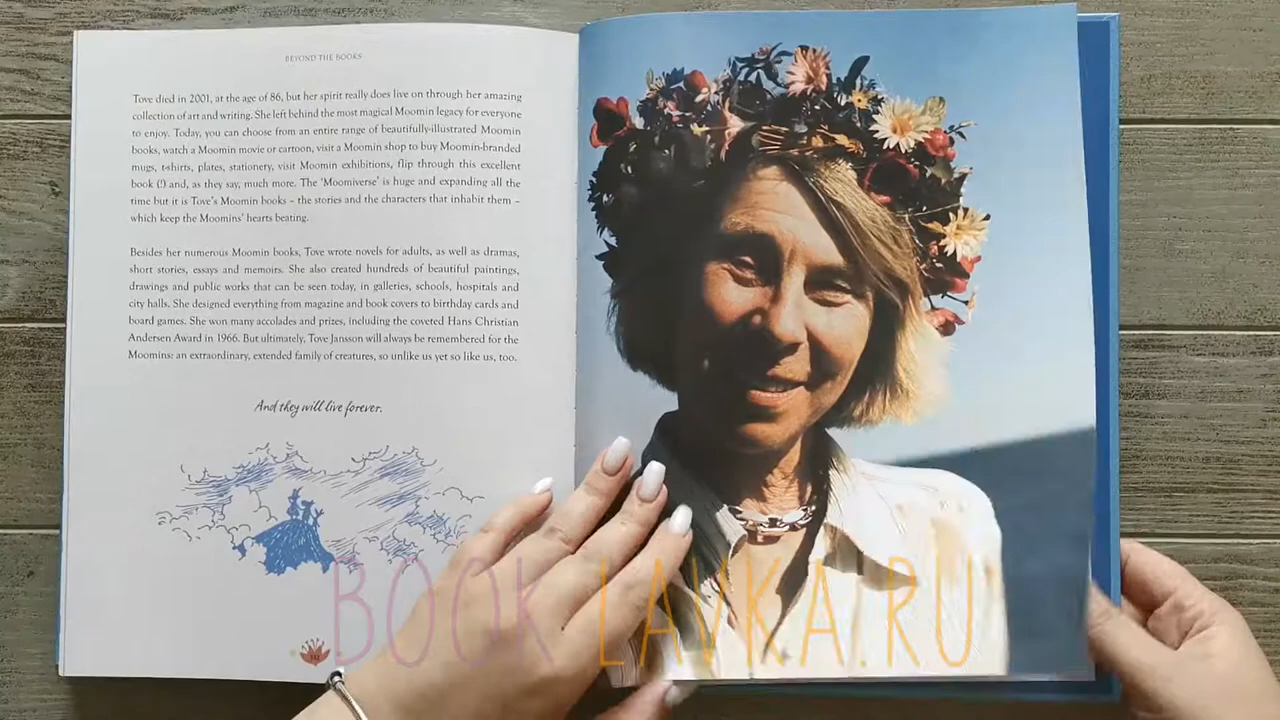 BEYOND THE BOOKS
Tove died in 2001, at the age of 86, but her spirit really does live on through her amazing
collection of art and writing. She left behind the most magical Moomin legacy for everyone
to enjoy. Today, you can choose from an entire range of beautifully-illustrated Moomin
books, watch a Moomin movie or cartoon, visit a Moomin shop to buy Moomin-branded
mugs, t-shirts, plates, stationery, visit Moomin exhibitions, flip through this excellent
book (!) and, as they say, much more. The 'Moomiverse' is huge and expanding all the
time but it is Tove's Moomin books – the stories and the characters that inhabit them –
which keep the Moomins' hearts beating.
Besides her numerous Moomin books, Tove wrote novels for adults, as well as dramas,
short stories, essays and memoirs. She also created hundreds of beautiful paintings,
drawings and public works that can be seen today, in galleries, schools, hospitals and
city halls. She designed everything from magazine and book covers to birthday cards and
board games. She won many accolades and prizes, including the coveted Hans Christian
Andersen Award in 1966. But ultimately, Tove Jansson will always be remembered for the
Moomins: an extraordinary, extended family of creatures, so unlike us yet so like us, too.
And they will live forever.
BOOK LAVKA.RU